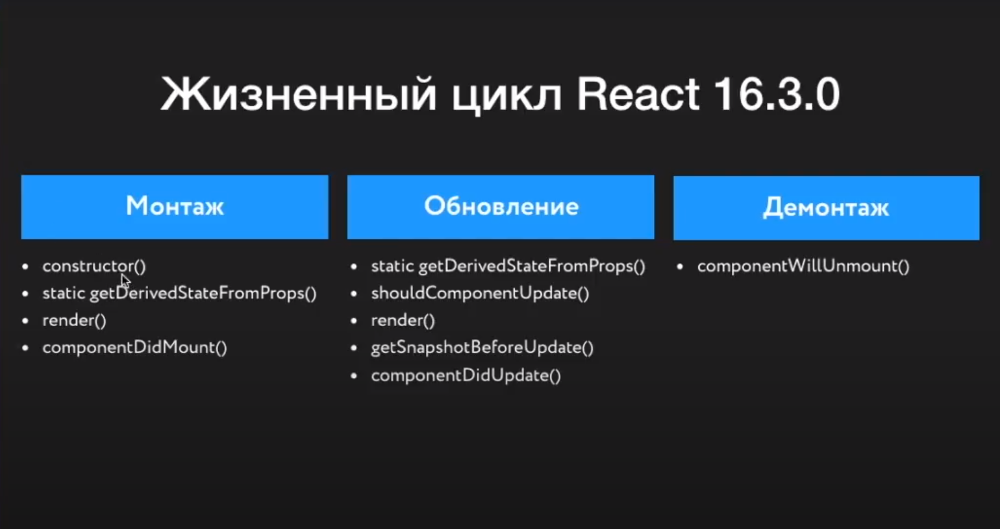 Жизненный цикл React 16.3.0
Монтаж
• constructor()
• static getDerivedStateFromProps()
• render()
• componentDidMount()
Обновление
• static getDerivedStateFromProps()
• shouldComponentUpdate()
• render()
• getSnapshotBeforeUpdate()
• componentDidUpdate()
Демонтаж
• componentWillUnmount()